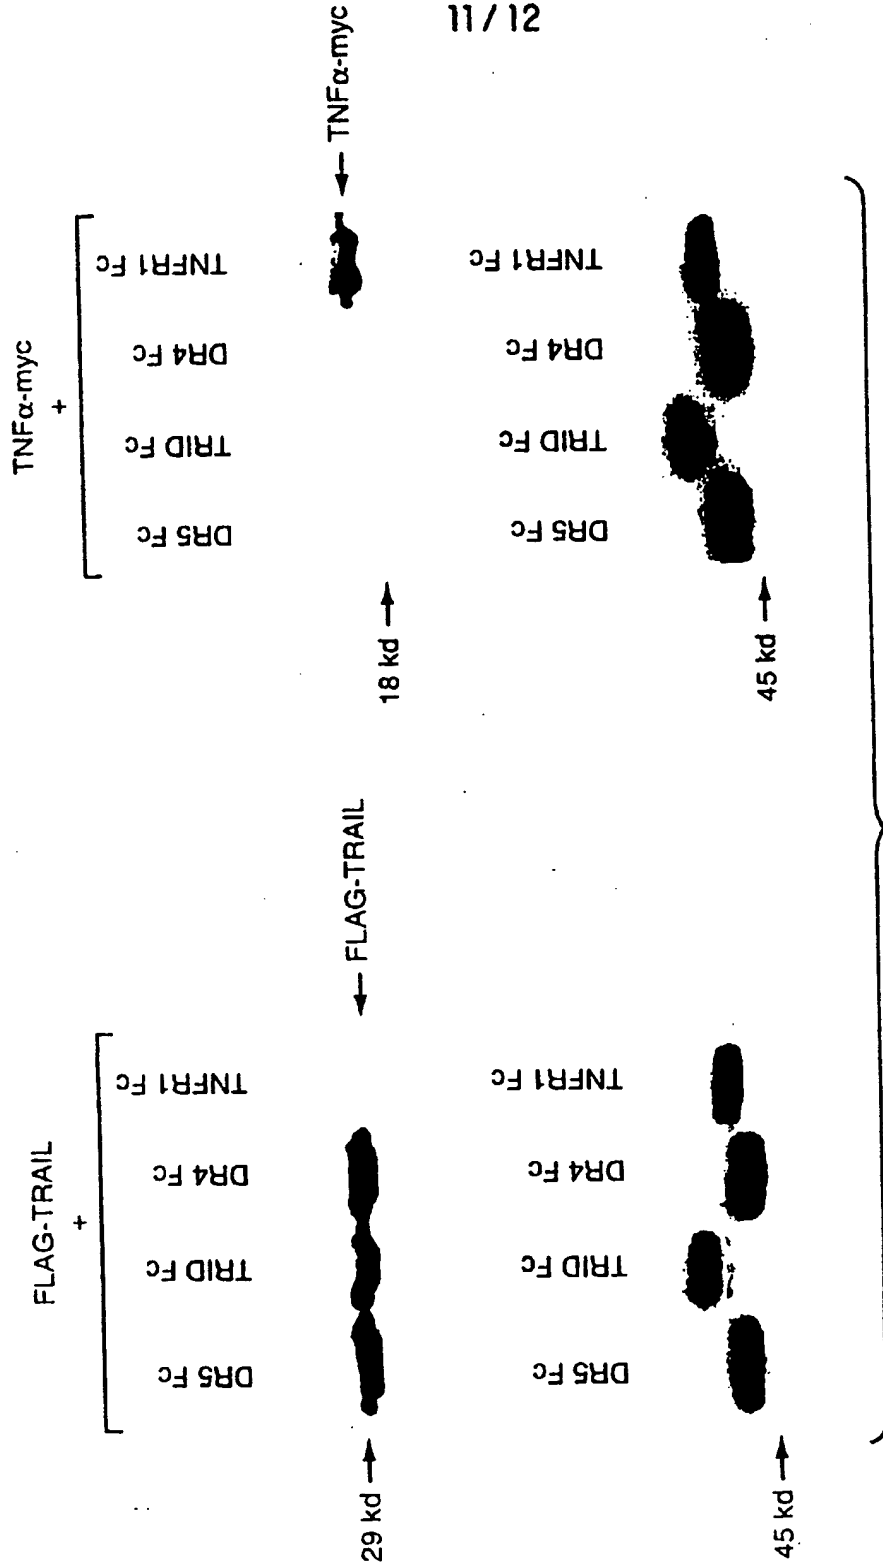 11/12
FLAG-TRAIL
+
DR5 Fc
TRID Fc
DR4 Fc
TNFR1 Fc
29 kd
FLAG-TRAIL
DR5 Fc
TRID Fc
DR4 Fc
TNFR1 Fc
45 kd
TNFα-myc
+
DR5 Fc
TRID Fc
DR4 Fc
TNFR1 Fc
18 kd
TNFα-myc
DR5 Fc
TRID Fc
DR4 Fc
TNFR1 Fc
45 kd